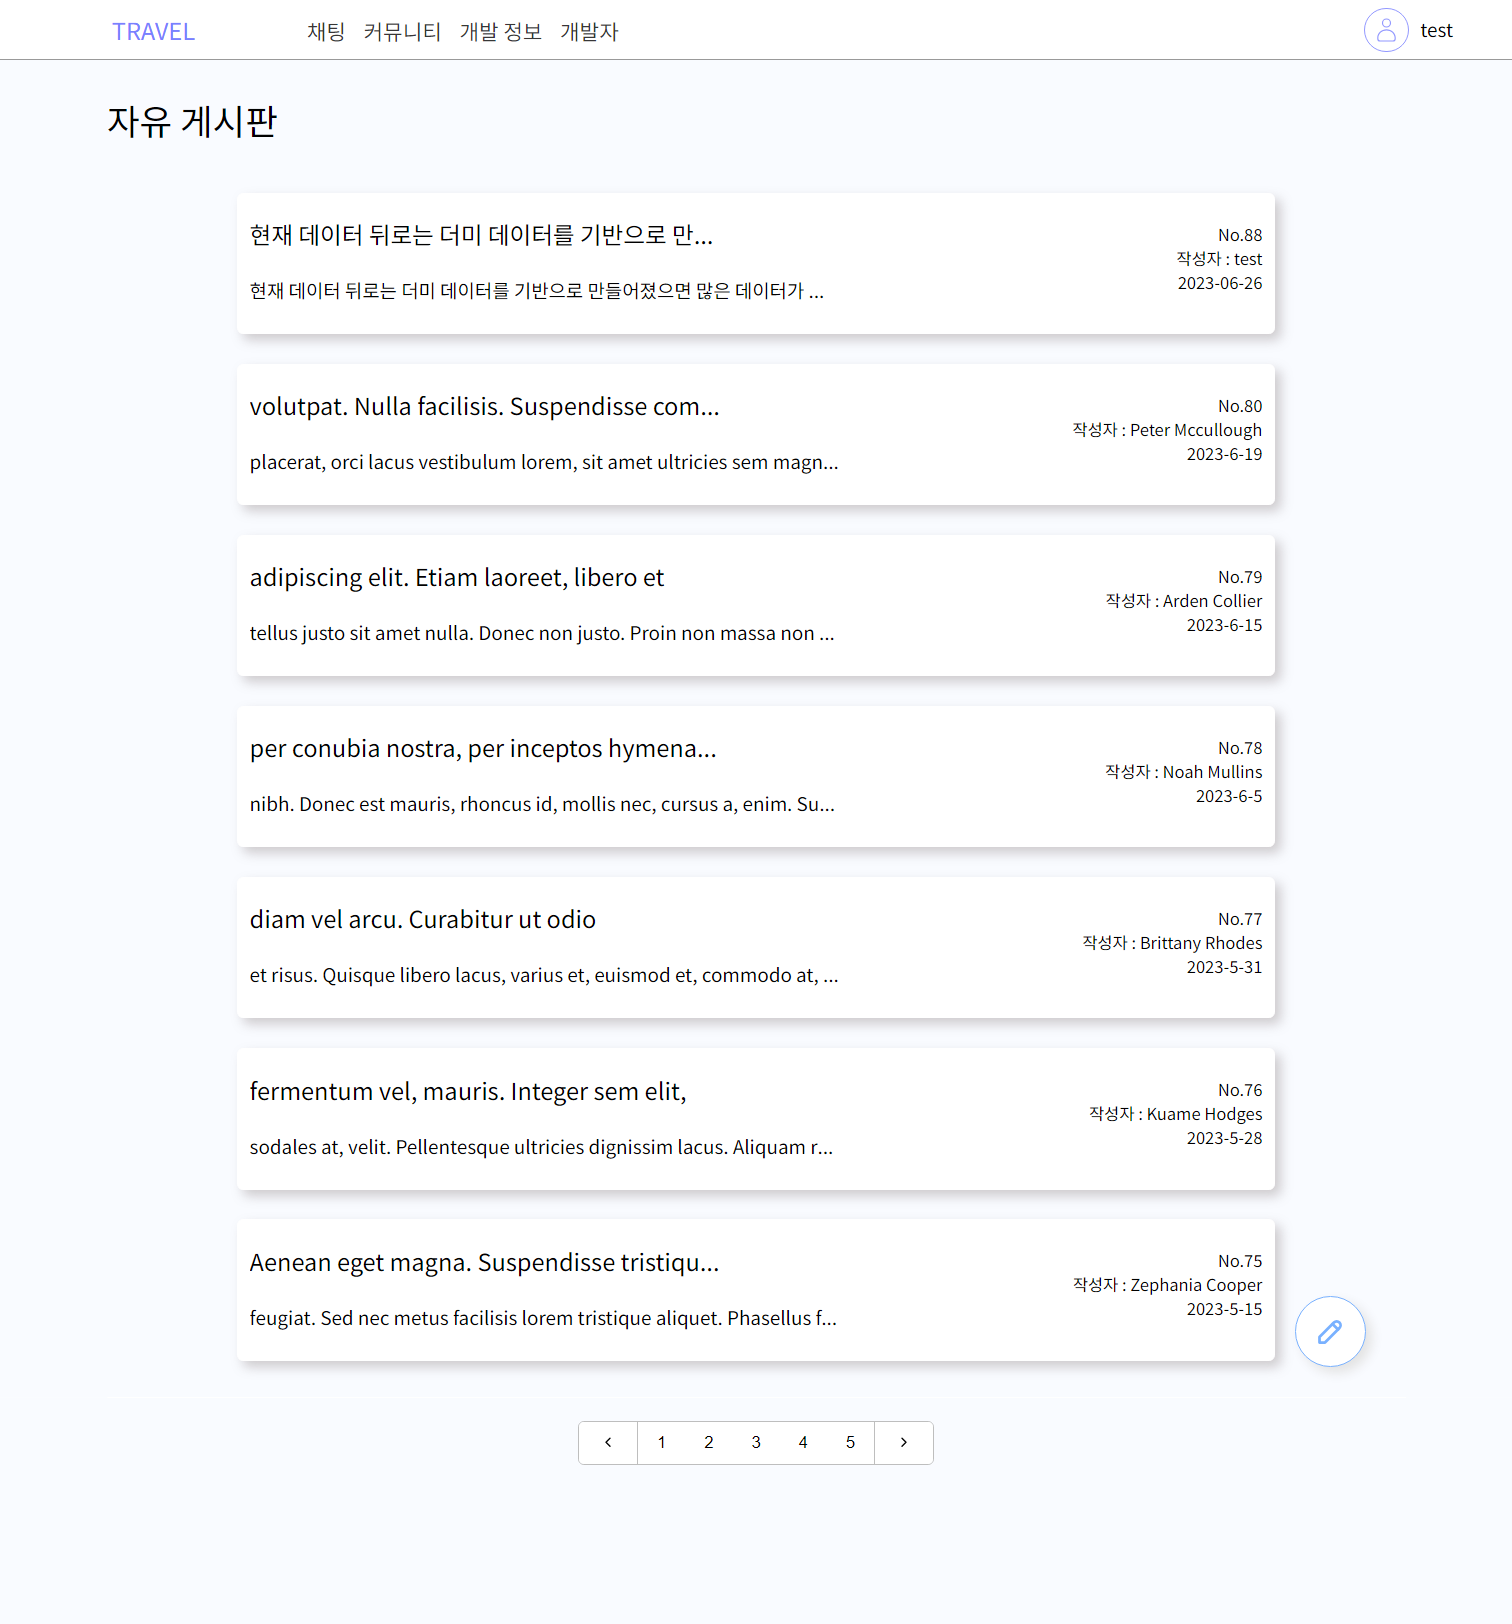 TRAVEL 채팅 커뮤니티 개발 정보 개발자 test
자유 게시판
현재 데이터 뒤로는 더미 데이터를 기반으로 만...
현재 데이터 뒤로는 더미 데이터를 기반으로 만들어졌으면 많은 데이터가 ...
No.88
작성자 : test
2023-06-26
volutpat. Nulla facilisis. Suspendisse com...
placerat, orci lacus vestibulum lorem, sit amet ultricies sem magn...
No.80
작성자 : Peter Mccullough
2023-6-19
adipiscing elit. Etiam laoreet, libero et
tellus justo sit amet nulla. Donec non justo. Proin non massa non ...
No.79
작성자 : Arden Collier
2023-6-15
per conubia nostra, per inceptos hymena...
nibh. Donec est mauris, rhoncus id, mollis nec, cursus a, enim. Su...
No.78
작성자 : Noah Mullins
2023-6-5
diam vel arcu. Curabitur ut odio
et risus. Quisque libero lacus, varius et, euismod et, commodo at, ...
No.77
작성자 : Brittany Rhodes
2023-5-31
fermentum vel, mauris. Integer sem elit,
sodales at, velit. Pellentesque ultricies dignissim lacus. Aliquam r...
No.76
작성자 : Kuame Hodges
2023-5-28
Aenean eget magna. Suspendisse tristiqu...
feugiat. Sed nec metus facilisis lorem tristique aliquet. Phasellus f...
No.75
작성자 : Zephania Cooper
2023-5-15
1 2 3 4 5